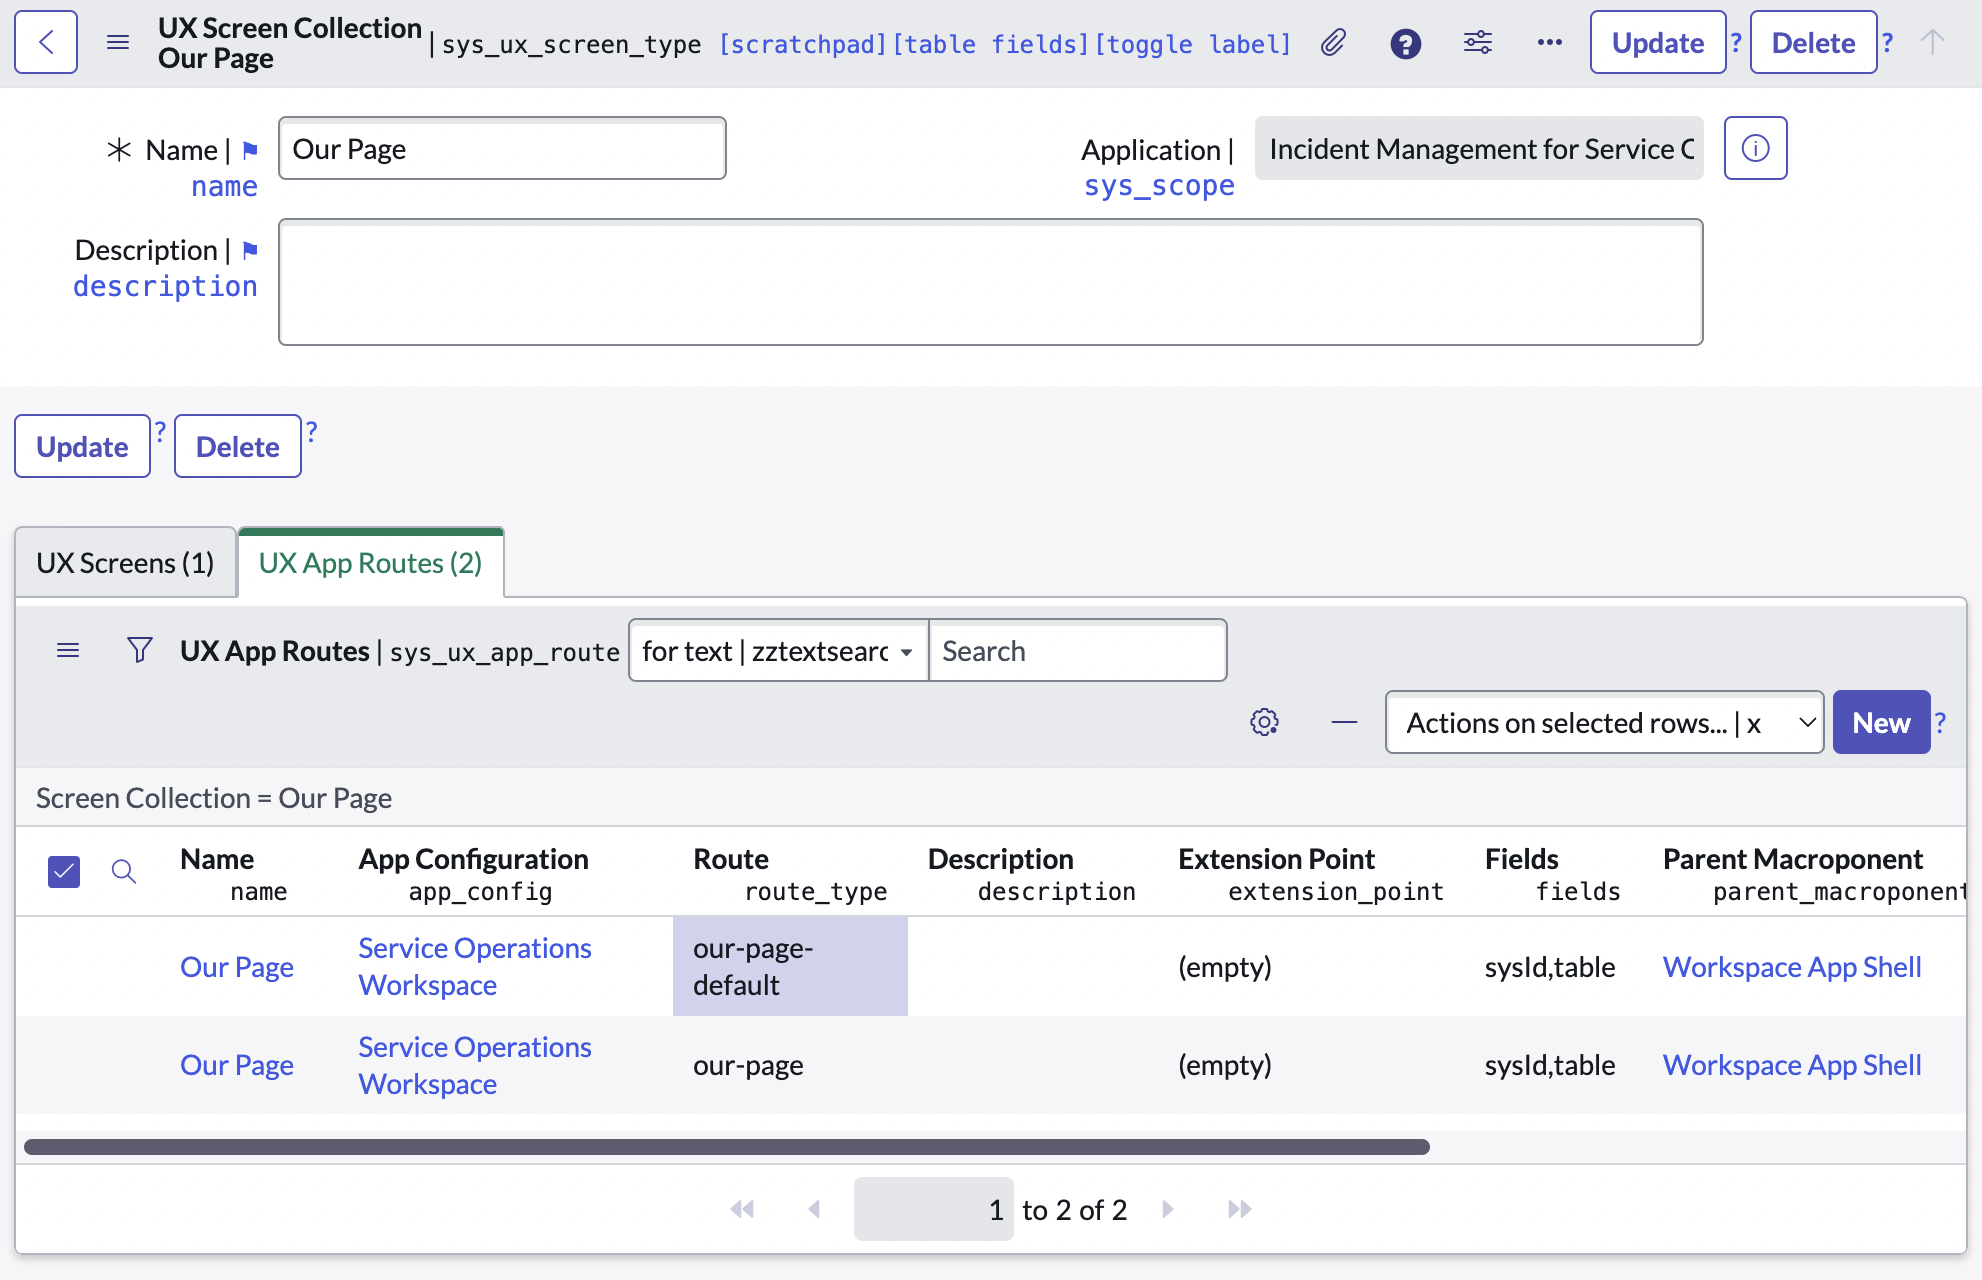 UX Screen Collection
Our Page
| sys_ux_screen_type [scratchpad][table fields][toggle label]
Update ? Delete ?
Name |
name
Our Page
Application |
sys_scope
Incident Management for Service C
Description |
description
Update ? Delete ?
UX Screens (1) UX App Routes (2)
UX App Routes | sys_ux_app_route for text | zztextsearc Search
Actions on selected rows... | x New ?
Screen Collection = Our Page
Name App Configuration Route Description Extension Point Fields Parent Macroponent
name app_config route_type description extension_point fields parent_macroponent
Our Page Service Operations Workspace our-page-default (empty) sysId,table Workspace App Shell
Our Page Service Operations Workspace our-page (empty) sysId,table Workspace App Shell
1 to 2 of 2